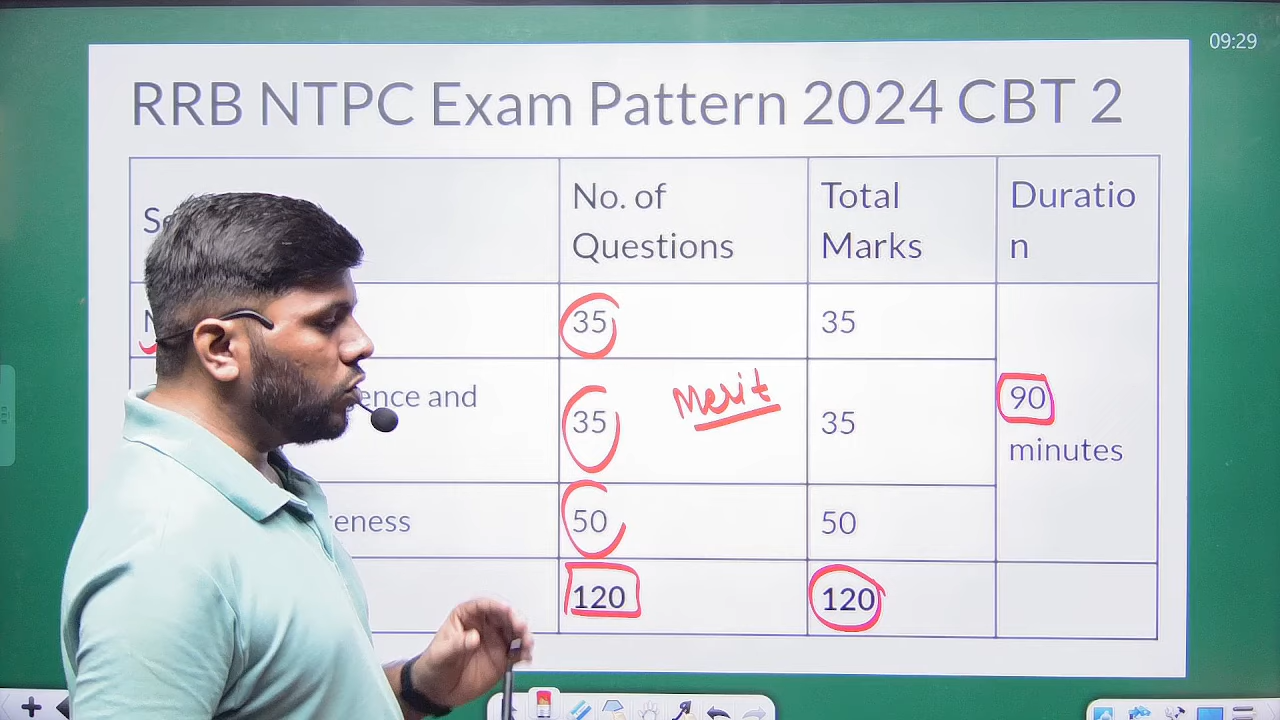 09:29
RRB NTPC Exam Pattern 2024 CBT 2
No. of
Questions
Total
Marks
Duratio
n
35
35
ence and
35
Merit
35
90
minutes
reness
50
50
120
120